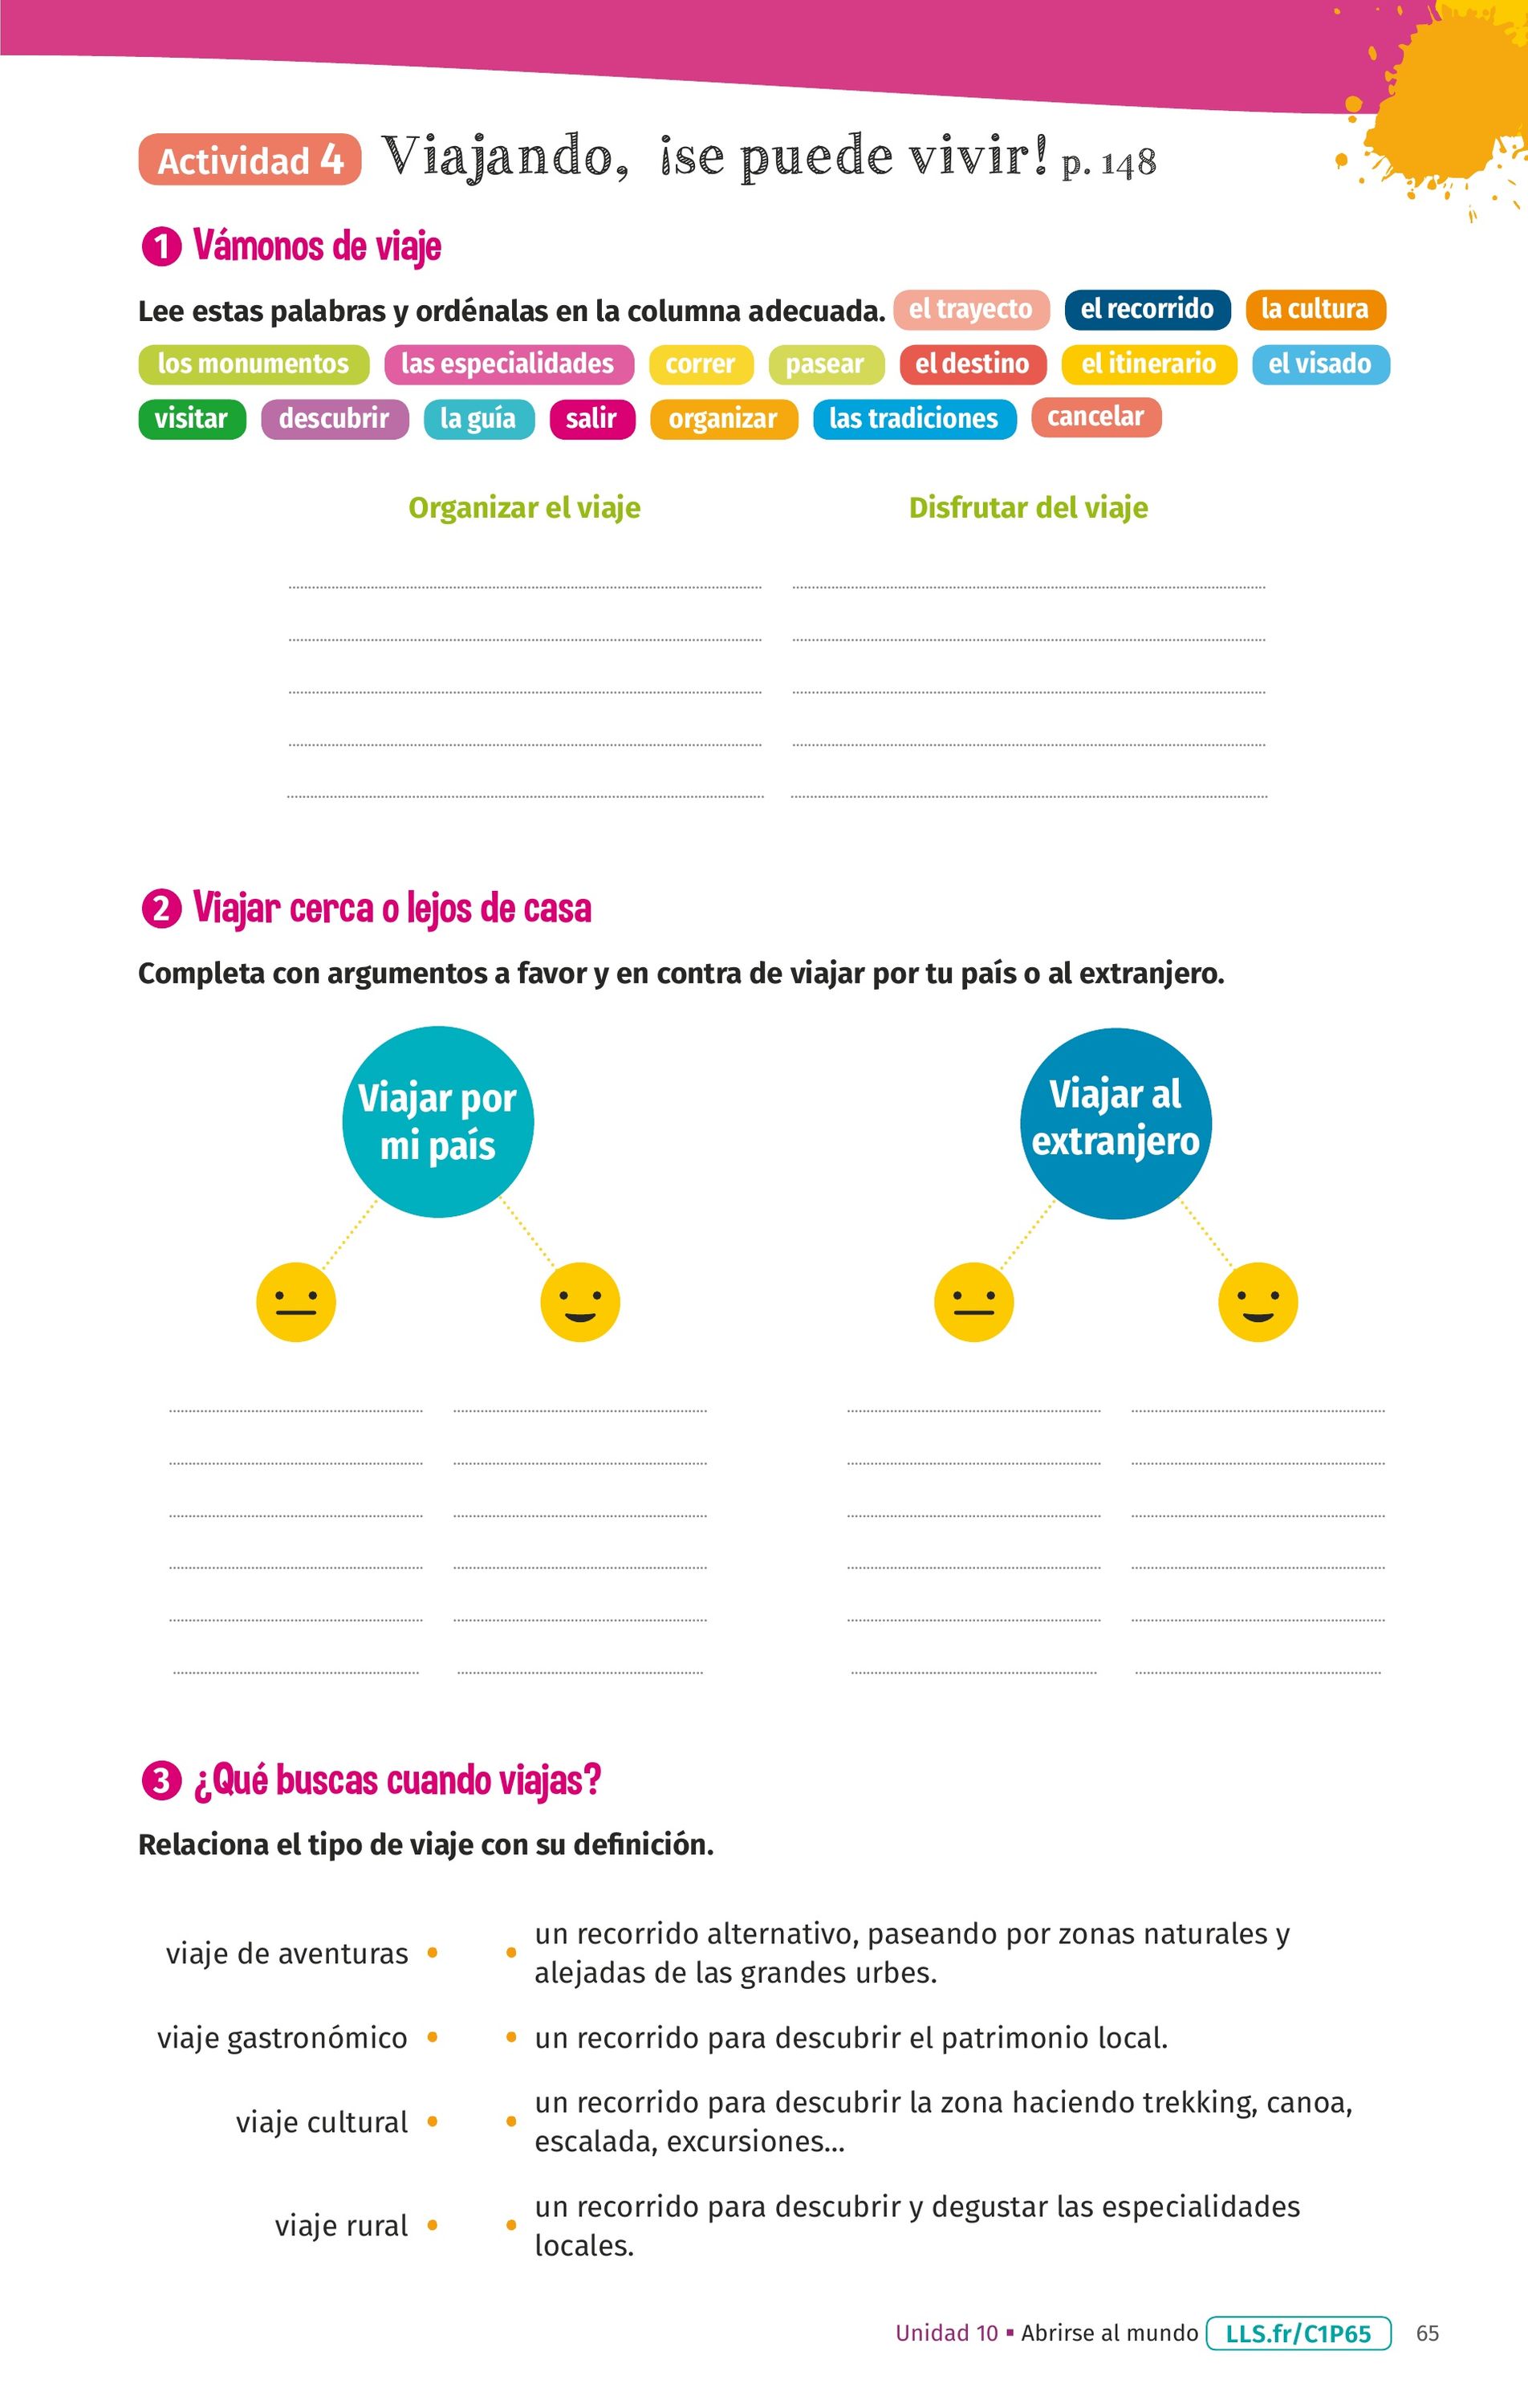 Actividad 4 Viajando, ¡se puede vivir! p. 148
1 Vámonos de viaje
Lee estas palabras y ordénalas en la columna adecuada. el trayecto el recorrido la cultura
los monumentos las especialidades correr pasear el destino el itinerario el visado
visitar descubrir la guía salir organizar las tradiciones cancelar
Organizar el viaje Disfrutar del viaje
2 Viajar cerca o lejos de casa
Completa con argumentos a favor y en contra de viajar por tu país o al extranjero.
Viajar por
mi país
Viajar al
extranjero
3 ¿Qué buscas cuando viajas?
Relaciona el tipo de viaje con su definición.
viaje de aventuras • • un recorrido alternativo, paseando por zonas naturales y
alejadas de las grandes urbes.
viaje gastronómico • • un recorrido para descubrir el patrimonio local.
viaje cultural • • un recorrido para descubrir la zona haciendo trekking, canoa,
escalada, excursiones...
viaje rural • • un recorrido para descubrir y degustar las especialidades
locales.
Unidad 10 ▪ Abrirse al mundo LLS.fr/C1P65 65